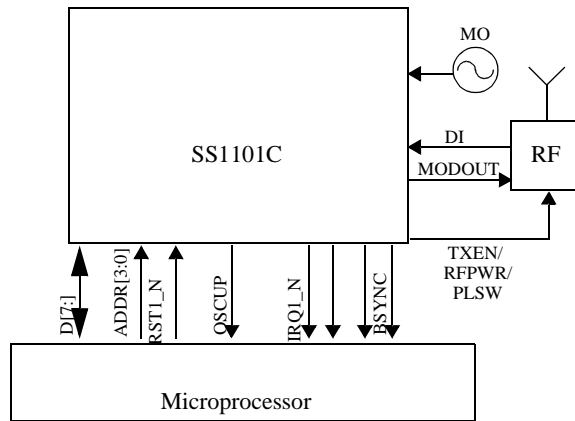 MO
SS1101C
DI
RF
MODOUT
TXEN/
RFPWR/
PLSW
D[7:]
ADDR[3:0]
RST1_N
OSCUP
IRQ1_N
BSYNC
Microprocessor